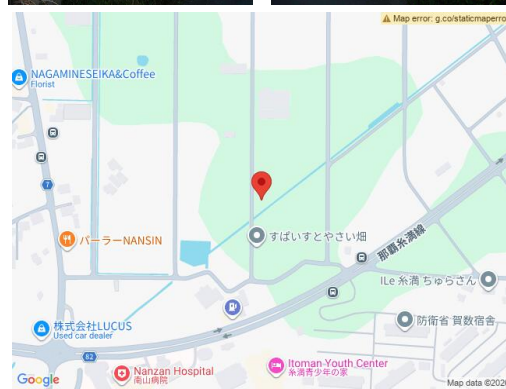 Map error: g.co/staticmaperro
NAGAMINESEIKA&Coffee
Florist
7
パーラーNANSIN
すぱいすとやさい畑
那覇糸満線
ILe 糸満 ちゅらさん
株式会社LUCUS
Used car dealer
防衛省 賀数宿舎
82
Nanzan Hospital
南山病院
Itoman Youth Center
糸満青少年の家
Google
Map data ©202